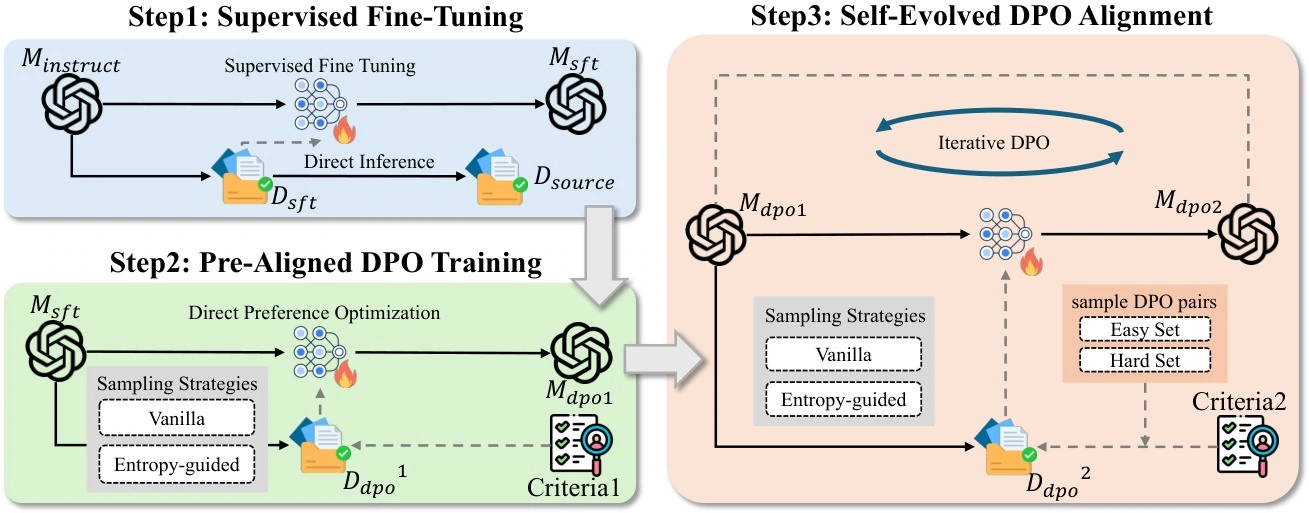 Step1: Supervised Fine-Tuning
M_instruct
Supervised Fine Tuning
M_sft
D_sft
Direct Inference
D_source
Step2: Pre-Aligned DPO Training
M_sft
Direct Preference Optimization
M_dpo1
Sampling Strategies
Vanilla
Entropy-guided
D_dpo^1
Criteria1
Step3: Self-Evolved DPO Alignment
Iterative DPO
M_dpo1
M_dpo2
Sampling Strategies
Vanilla
Entropy-guided
sample DPO pairs
Easy Set
Hard Set
D_dpo^2
Criteria2